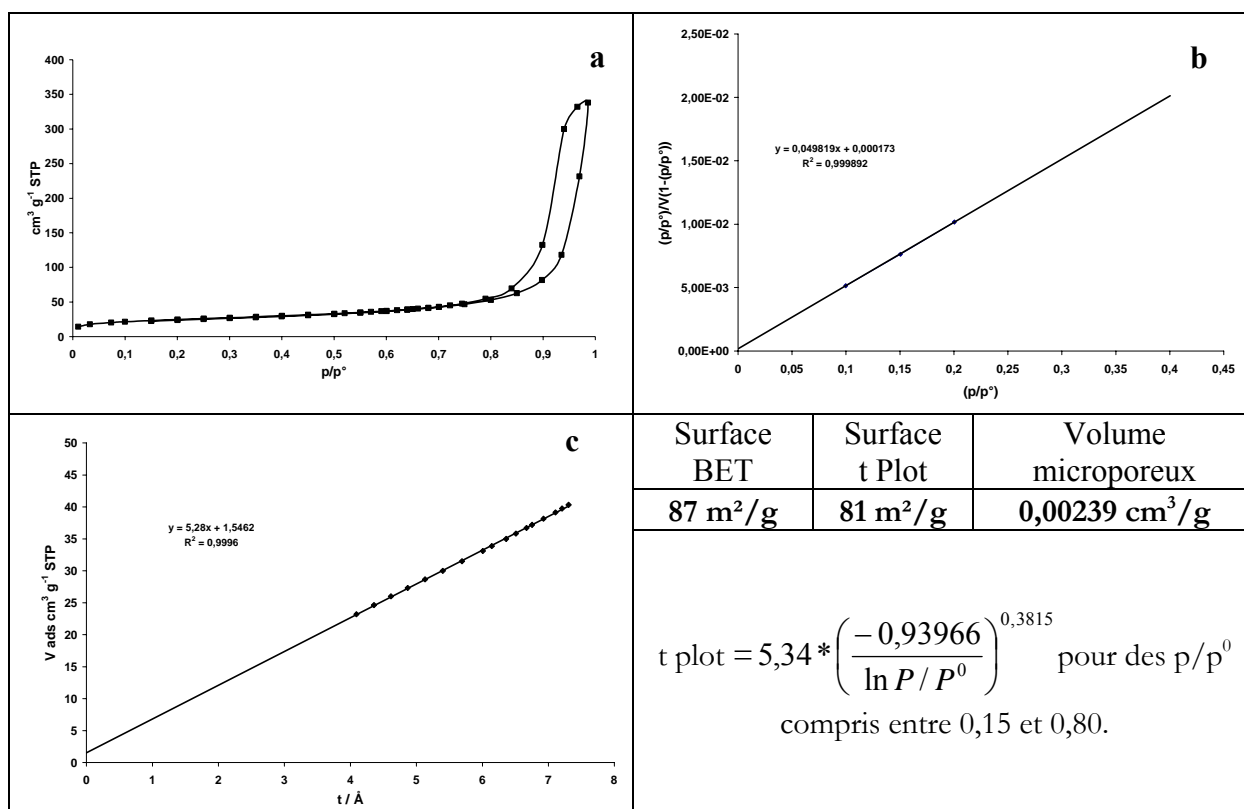 a
cm³ g⁻¹ STP
400
350
300
250
200
150
100
50
0
0 0,1 0,2 0,3 0,4 0,5 0,6 0,7 0,8 0,9 1
p/p°
b
(p/p°)/V(1-(p/p°))
2,50E-02
2,00E-02
1,50E-02
1,00E-02
5,00E-03
0,00E+00
y = 0,049819x + 0,000173
R² = 0,999892
0 0,05 0,1 0,15 0,2 0,25 0,3 0,35 0,4 0,45
(p/p°)
c
V ads cm³ g⁻¹ STP
50
45
40
35
30
25
20
15
10
5
0
y = 5,28x + 1,5462
R² = 0,9996
0 1 2 3 4 5 6 7 8
t / Å
Surface BET
Surface t Plot
Volume microporeux
87 m²/g
81 m²/g
0,00239 cm³/g
t plot = 5,34 * (−0,93966 / ln P / P⁰)^0,3815 pour des p/p⁰
compris entre 0,15 et 0,80.